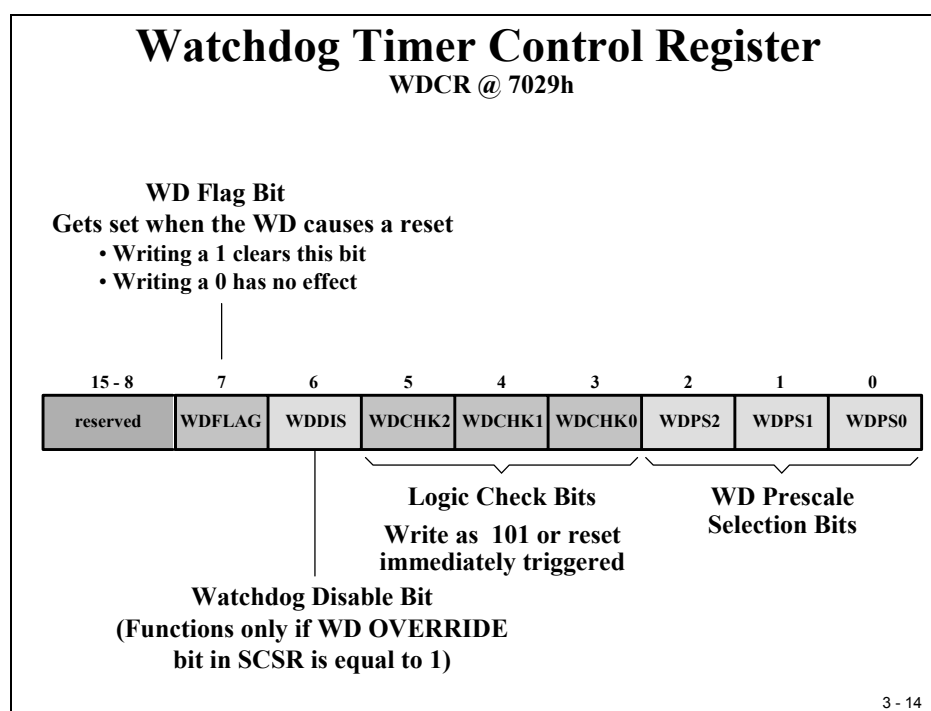 Watchdog Timer Control Register
WDCR @ 7029h
WD Flag Bit
Gets set when the WD causes a reset
• Writing a 1 clears this bit
• Writing a 0 has no effect
15 - 8 7 6 5 4 3 2 1 0
reserved WDFLAG WDDIS WDCHK2 WDCHK1 WDCHK0 WDPS2 WDPS1 WDPS0
Logic Check Bits
Write as 101 or reset
immediately triggered
WD Prescale
Selection Bits
Watchdog Disable Bit
(Functions only if WD OVERRIDE
bit in SCSR is equal to 1)
3 - 14